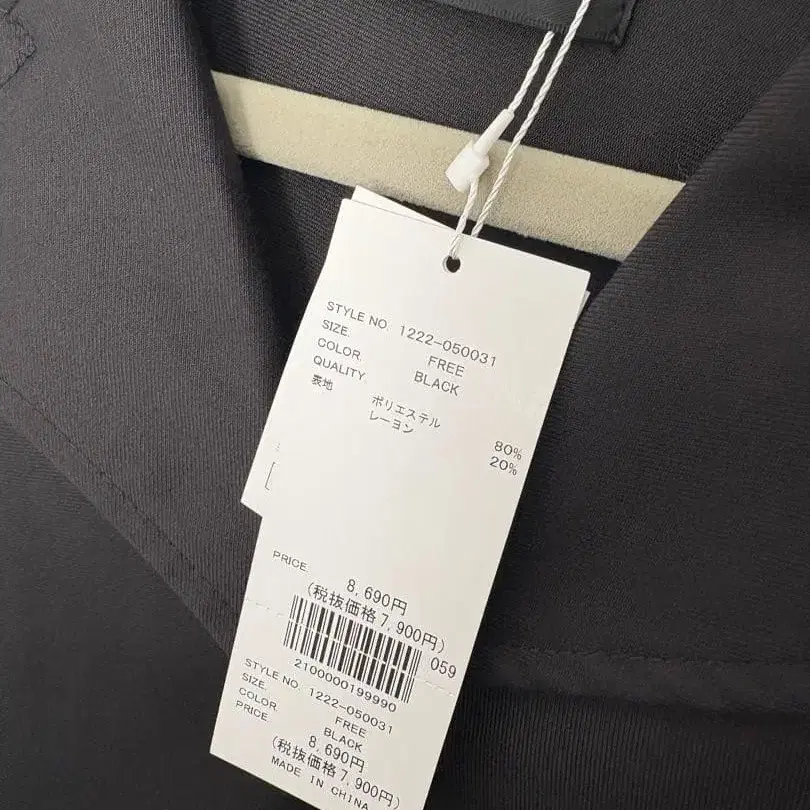 STYLE NO. 1222-050031
SIZE. FREE
COLOR. BLACK
QUALITY.
表地
ポリエステル 80%
レーヨン 20%
PRICE. 8,690円
(税抜価格7,900円)
059
2100000199990
STYLE NO. 1222-050031
SIZE. FREE
COLOR. BLACK
PRICE. 8,690円
(税抜価格7,900円)
MADE IN CHINA